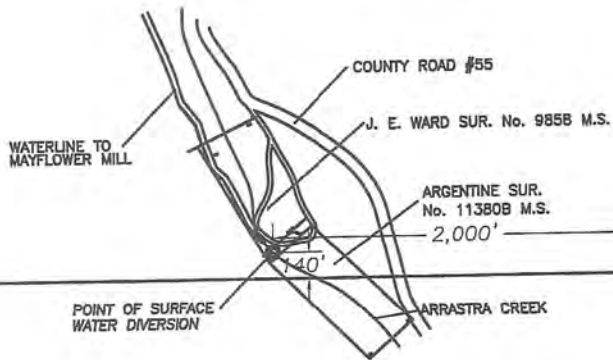 COUNTY ROAD #55
J. E. WARD SUR. No. 985B M.S.
WATERLINE TO
MAYFLOWER MILL
ARGENTINE SUR.
No. 11380B M.S.
2,000'
140'
POINT OF SURFACE
WATER DIVERSION
ARRASTRA CREEK